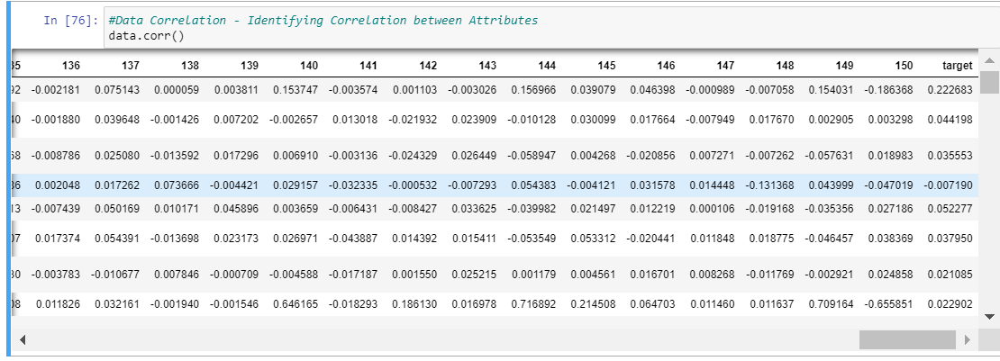 In [76]: #Data Correlation - Identifying Correlation between Attributes
data.corr()
35 136 137 138 139 140 141 142 143 144 145 146 147 148 149 150 target
92 -0.002181 0.075143 0.000059 0.003811 0.153747 -0.003574 0.001103 -0.003026 0.156966 0.039079 0.046398 -0.000989 -0.007058 0.154031 -0.186368 0.222683
40 -0.001880 0.039648 -0.001426 0.007202 -0.002657 0.013018 -0.021932 0.023909 -0.010128 0.030099 0.017664 -0.007949 0.017670 0.002905 0.003298 0.044198
68 -0.008786 0.025080 -0.013592 0.017296 0.006910 -0.003136 -0.024329 0.026449 -0.058947 0.004268 -0.020856 0.007271 -0.007262 -0.057631 0.018983 0.035553
36 0.002048 0.017262 0.073666 -0.004421 0.029157 -0.032335 -0.000532 -0.007293 0.054383 -0.004121 0.031578 0.014448 -0.131368 0.043999 -0.047019 -0.007190
13 -0.007439 0.050169 0.010171 0.045896 0.003659 -0.006431 -0.008427 0.033625 -0.039982 0.021497 0.012219 0.000106 -0.019168 -0.035356 0.027186 0.052277
07 0.017374 0.054391 -0.013698 0.023173 0.026971 -0.043887 0.014392 0.015411 -0.053549 0.053312 -0.020441 0.011848 0.018775 -0.046457 0.038369 0.037950
30 -0.003783 -0.010677 0.007846 -0.000709 -0.004588 -0.017187 0.001550 0.025215 0.001179 0.004561 0.016701 0.008268 -0.011769 -0.002921 0.024858 0.021085
08 0.011826 0.032161 -0.001940 -0.001546 0.646165 -0.018293 0.186130 0.016978 0.716892 0.214508 0.064703 0.011460 0.011637 0.709164 -0.655851 0.022902